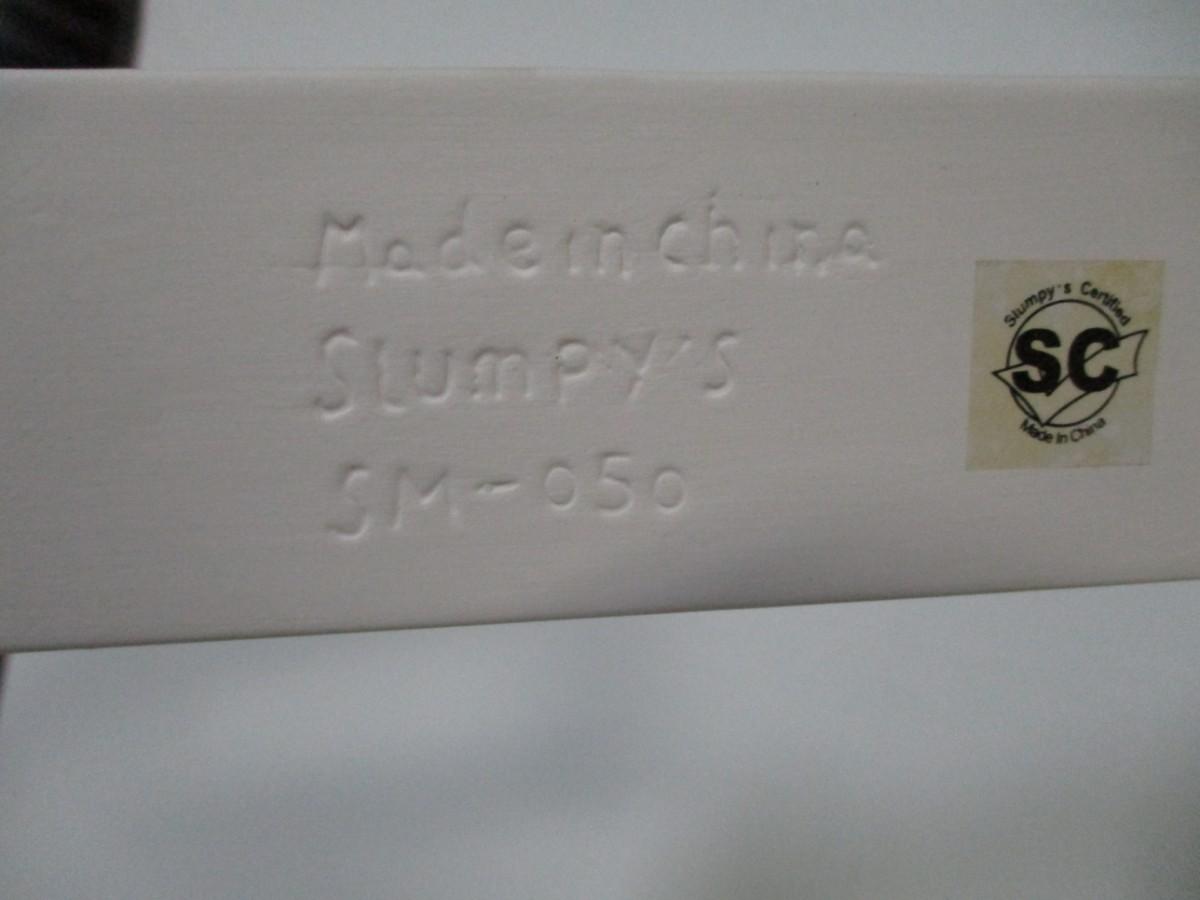 Made in china
Slumpy's
SM-050
Slumpy's Certified
SC
Made In China